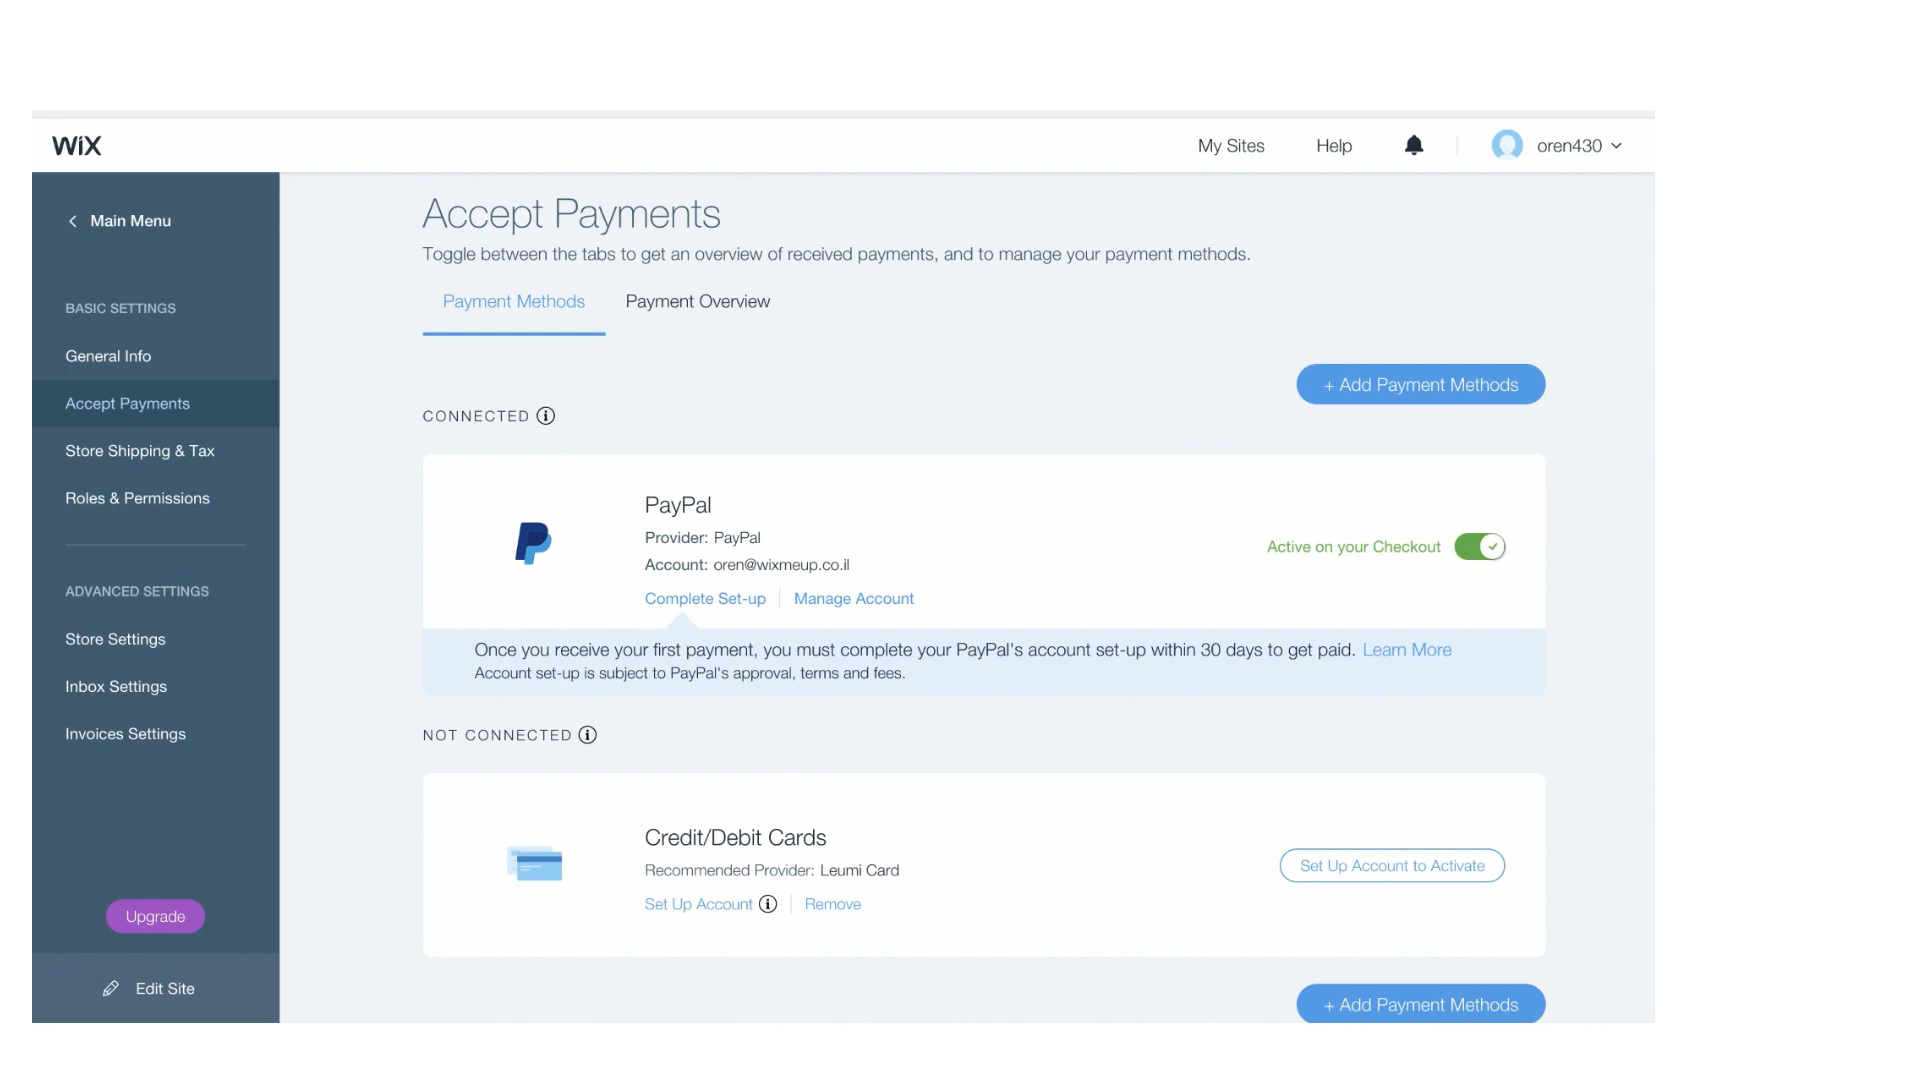 WiX
My Sites
Help
oren430
Main Menu
BASIC SETTINGS
General Info
Accept Payments
Store Shipping & Tax
Roles & Permissions
ADVANCED SETTINGS
Store Settings
Inbox Settings
Invoices Settings
Upgrade
Edit Site
Accept Payments
Toggle between the tabs to get an overview of received payments, and to manage your payment methods.
Payment Methods
Payment Overview
+ Add Payment Methods
CONNECTED
PayPal
Provider: PayPal
Account: oren@wixmeup.co.il
Complete Set-up
Manage Account
Active on your Checkout
Once you receive your first payment, you must complete your PayPal's account set-up within 30 days to get paid. Learn More
Account set-up is subject to PayPal's approval, terms and fees.
NOT CONNECTED
Credit/Debit Cards
Recommended Provider: Leumi Card
Set Up Account
Remove
Set Up Account to Activate
+ Add Payment Methods